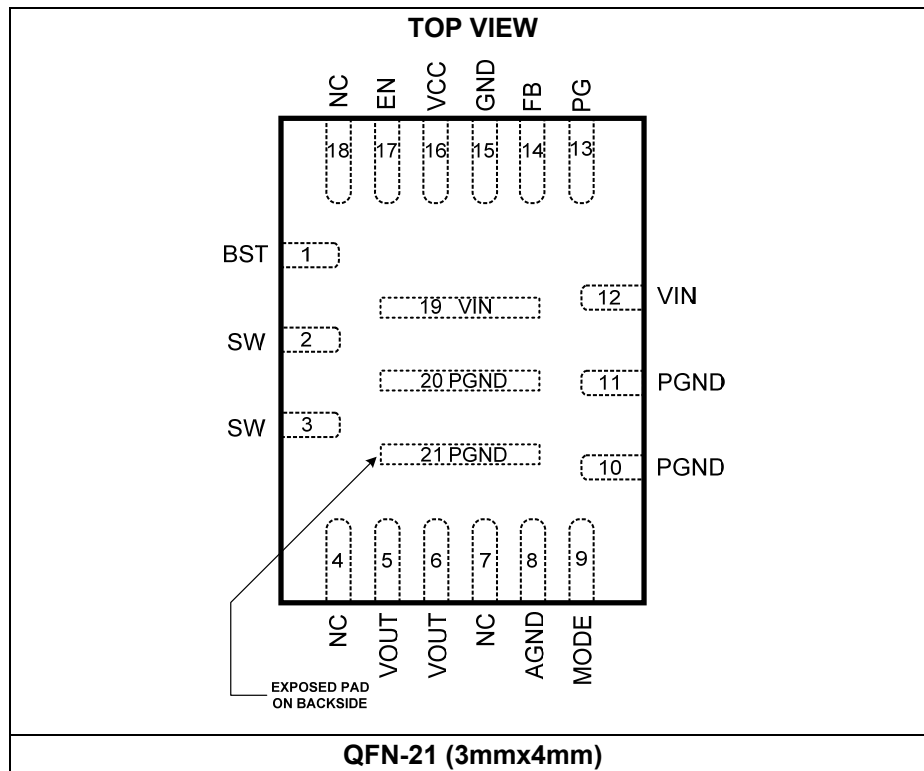 TOP VIEW
NC EN VCC GND FB PG
18 17 16 15 14 13
BST 1
19 VIN
12 VIN
SW 2
20 PGND
11 PGND
SW 3
21 PGND
10 PGND
4 5 6 7 8 9
NC VOUT VOUT NC AGND MODE
EXPOSED PAD
ON BACKSIDE
QFN-21 (3mmx4mm)